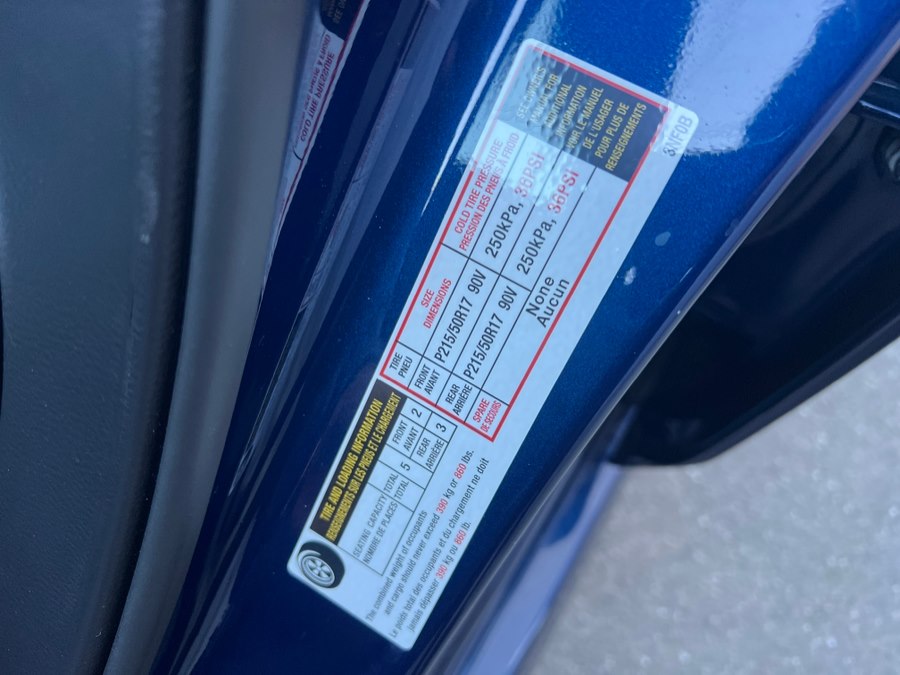 TIRE AND LOADING INFORMATION
RENSEIGNEMENTS SUR LES PNEUS ET LE CHARGEMENT
SEATING CAPACITY TOTAL 5 FRONT 2 REAR 3
NOMBRE DE PLACES TOTAL AVANT ARRIÈRE
The combined weight of occupants
and cargo should never exceed 390 kg or 860 lbs.
Le poids total des occupants et du chargement ne doit
jamais dépasser 390 kg ou 860 lb.
TIRE SIZE COLD TIRE PRESSURE
PNEU DIMENSIONS PRESSION DES PNEUS À FROID
FRONT
AVANT P215/50R17 90V 250kPa, 36PSI
REAR
ARRIÈRE P215/50R17 90V 250kPa, 36PSI
SPARE None
DE SECOURS Aucun
SEE OWNERS
MANUAL FOR
ADDITIONAL
INFORMATION
VOIR LE MANUEL
DE L'USAGER
POUR PLUS DE
RENSEIGNEMENTS
COLD TIRE PRESSURE